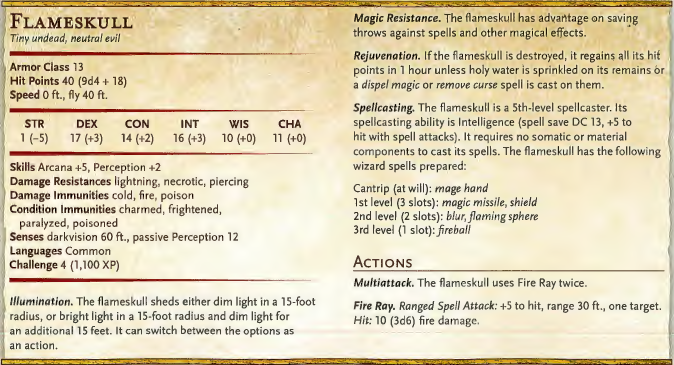 FLAMESKULL
Tiny undead, neutral evil
Armor Class 13
Hit Points 40 (9d4 + 18)
Speed 0 ft., fly 40 ft.
STR DEX CON INT WIS CHA
1 (−5) 17 (+3) 14 (+2) 16 (+3) 10 (+0) 11 (+0)
Skills Arcana +5, Perception +2
Damage Resistances lightning, necrotic, piercing
Damage Immunities cold, fire, poison
Condition Immunities charmed, frightened,
paralyzed, poisoned
Senses darkvision 60 ft., passive Perception 12
Languages Common
Challenge 4 (1,100 XP)
Illumination. The flameskull sheds either dim light in a 15-foot
radius, or bright light in a 15-foot radius and dim light for
an additional 15 feet. It can switch between the options as
an action.
Magic Resistance. The flameskull has advantage on saving
throws against spells and other magical effects.
Rejuvenation. If the flameskull is destroyed, it regains all its hit
points in 1 hour unless holy water is sprinkled on its remains or
a dispel magic or remove curse spell is cast on them.
Spellcasting. The flameskull is a 5th-level spellcaster. Its
spellcasting ability is Intelligence (spell save DC 13, +5 to
hit with spell attacks). It requires no somatic or material
components to cast its spells. The flameskull has the following
wizard spells prepared:
Cantrip (at will): mage hand
1st level (3 slots): magic missile, shield
2nd level (2 slots): blur, flaming sphere
3rd level (1 slot): fireball
ACTIONS
Multiattack. The flameskull uses Fire Ray twice.
Fire Ray. Ranged Spell Attack: +5 to hit, range 30 ft., one target.
Hit: 10 (3d6) fire damage.